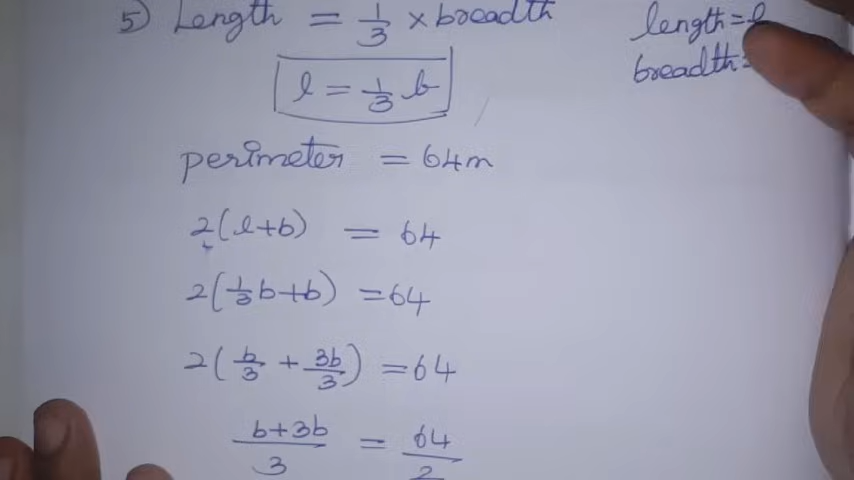 5) Length = 1/3 × breadth
length = l
l = 1/3 b
breadth =
perimeter = 64m
2(l+b) = 64
2(1/3 b+b) = 64
2(b/3 + 3b/3) = 64
b+3b/3 = 64/2